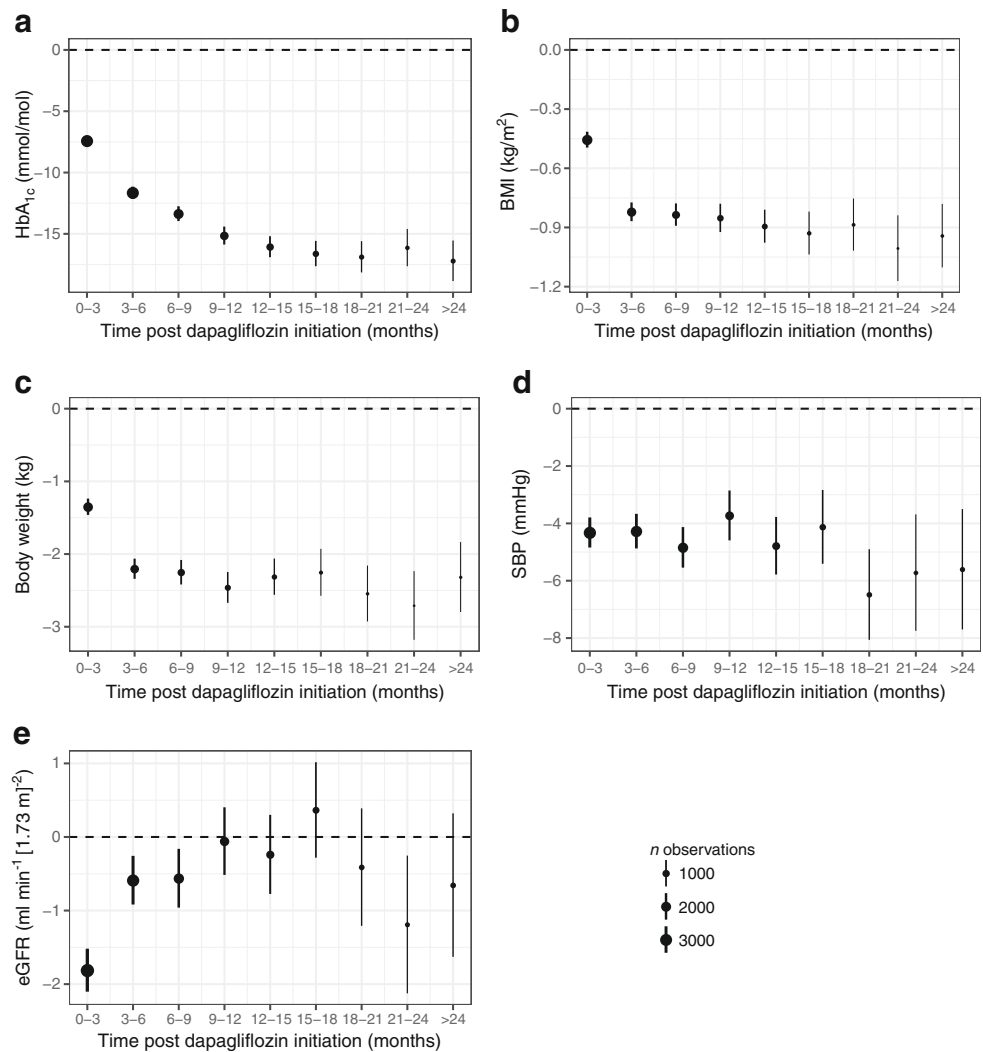 a
HbA1c (mmol/mol)
0
−5
−10
−15
0−3 3−6 6−9 9−12 12−15 15−18 18−21 21−24 >24
Time post dapagliflozin initiation (months)
b
BMI (kg/m²)
0.0
−0.3
−0.6
−0.9
−1.2
0−3 3−6 6−9 9−12 12−15 15−18 18−21 21−24 >24
Time post dapagliflozin initiation (months)
c
Body weight (kg)
0
−1
−2
−3
0−3 3−6 6−9 9−12 12−15 15−18 18−21 21−24 >24
Time post dapagliflozin initiation (months)
d
SBP (mmHg)
0
−2
−4
−6
−8
0−3 3−6 6−9 9−12 12−15 15−18 18−21 21−24 >24
Time post dapagliflozin initiation (months)
e
eGFR (ml min⁻¹ [1.73 m]⁻²)
1
0
−1
−2
0−3 3−6 6−9 9−12 12−15 15−18 18−21 21−24 >24
Time post dapagliflozin initiation (months)
n observations
1000
2000
3000